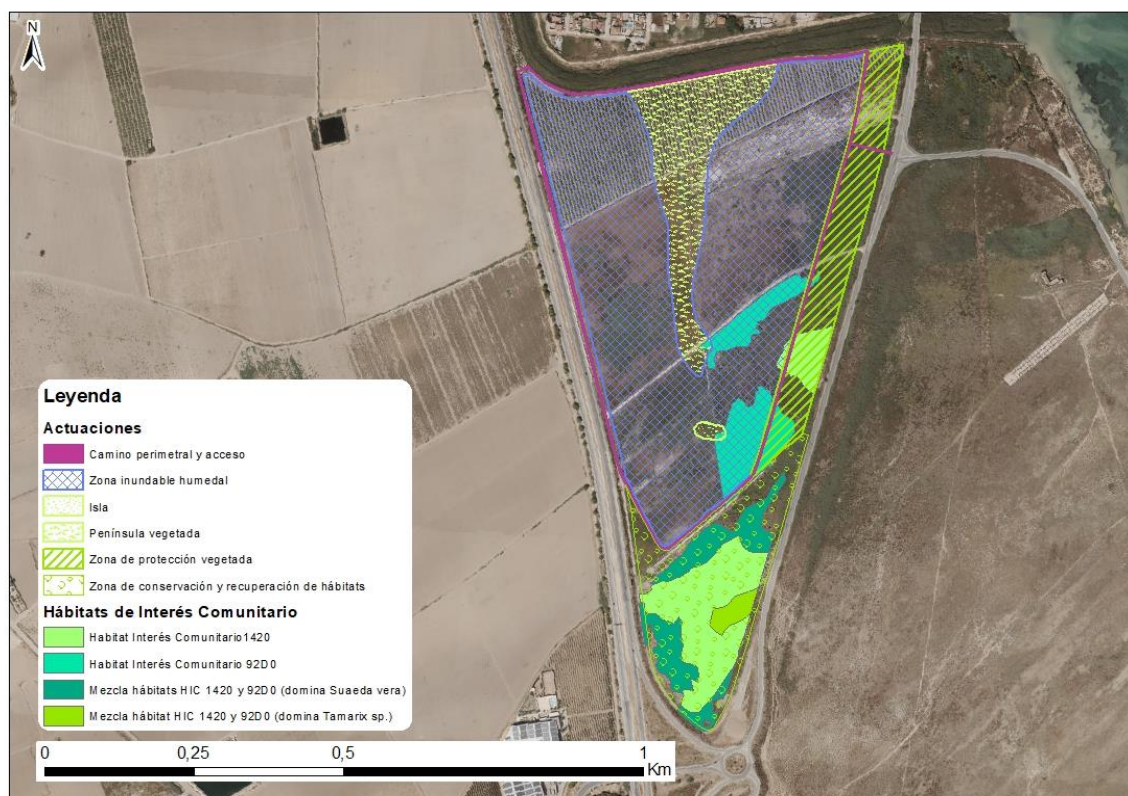 N
Leyenda
Actuaciones
Camino perimetral y acceso
Zona inundable humedal
Isla
Península vegetada
Zona de protección vegetada
Zona de conservación y recuperación de hábitats
Hábitats de Interés Comunitario
Habitat Interés Comunitario1420
Habitat Interés Comunitario 92D0
Mezcla hábitats HIC 1420 y 92D0 (domina Suaeda vera)
Mezcla hábitat HIC 1420 y 92D0 (domina Tamarix sp.)
0 0,25 0,5 1
Km